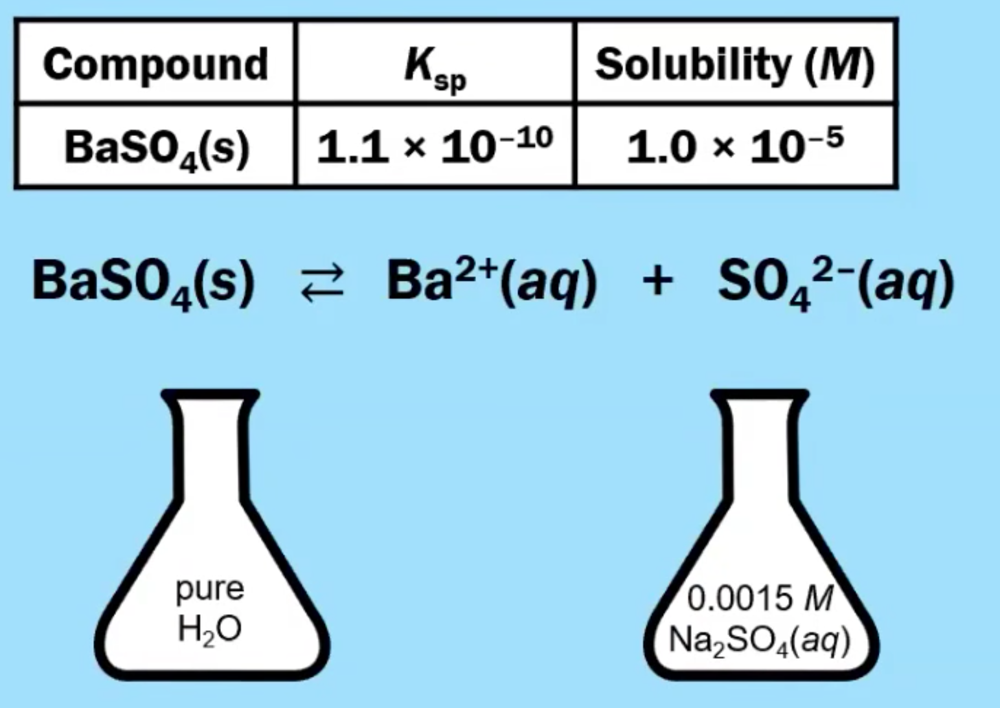 Compound K_sp Solubility (M)
BaSO₄(s) 1.1 × 10⁻¹⁰ 1.0 × 10⁻⁵
BaSO₄(s) ⇄ Ba²⁺(aq) + SO₄²⁻(aq)
pure
H₂O
0.0015 M
Na₂SO₄(aq)